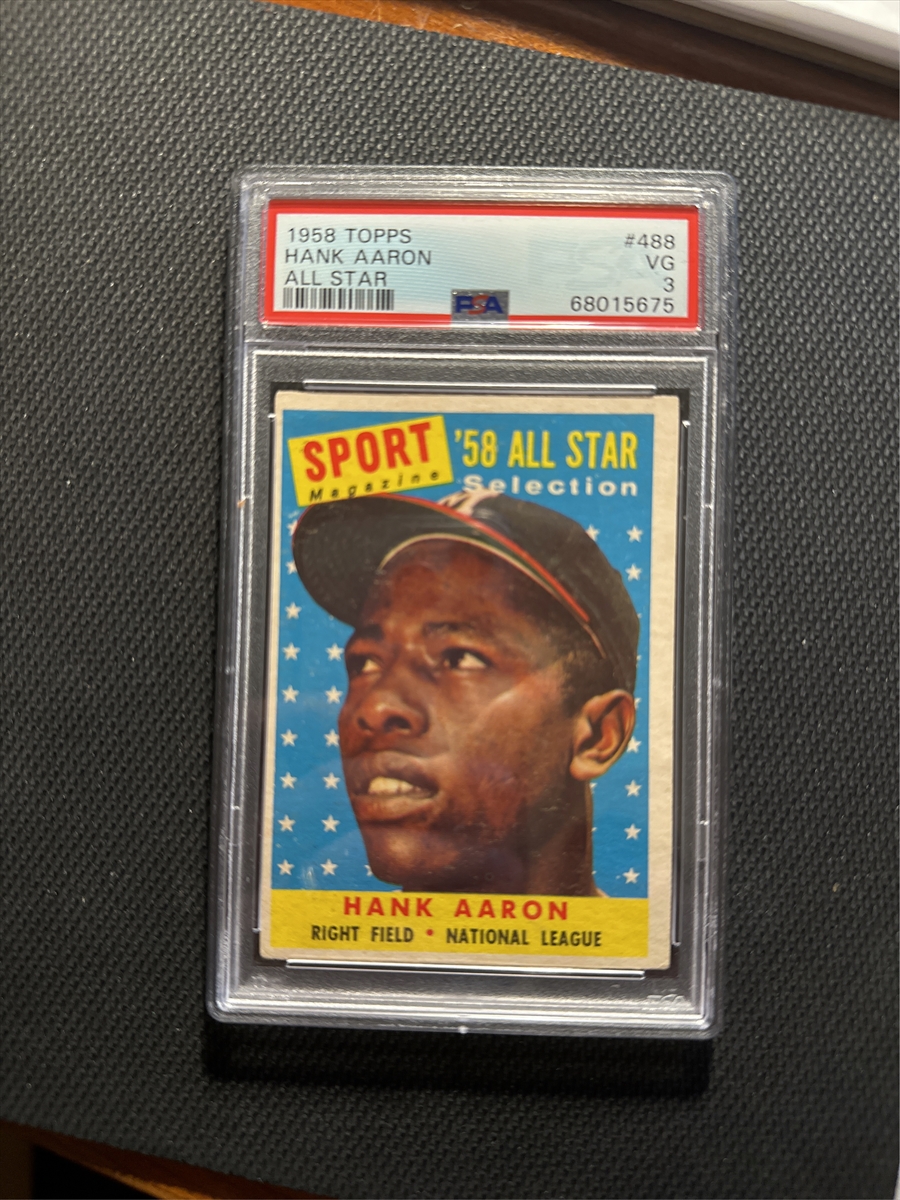 1958 TOPPS #488
HANK AARON VG
ALL STAR 3
PSA 68015675
SPORT
Magazine
'58 ALL STAR
Selection
M
HANK AARON
RIGHT FIELD • NATIONAL LEAGUE